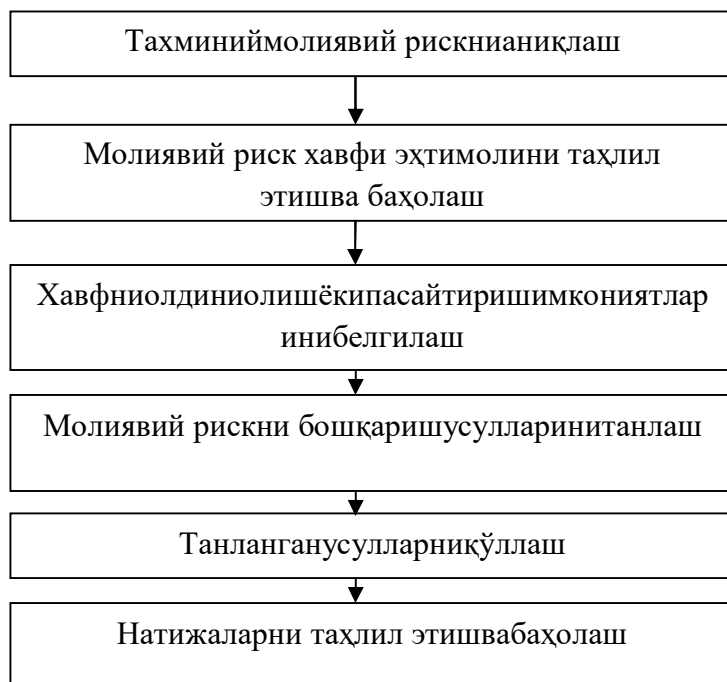 Тахминиймолиявий рискнианиқлаш
Молиявий риск хавфи эҳтимолини таҳлил
этишва баҳолаш
Хавфниолдиниолишёкипасайтиришимкониятлар
инибелгилаш
Молиявий рискни бошқаришусулларинитанлаш
Танланганусулларниқўллаш
Натижаларни таҳлил этишвабаҳолаш